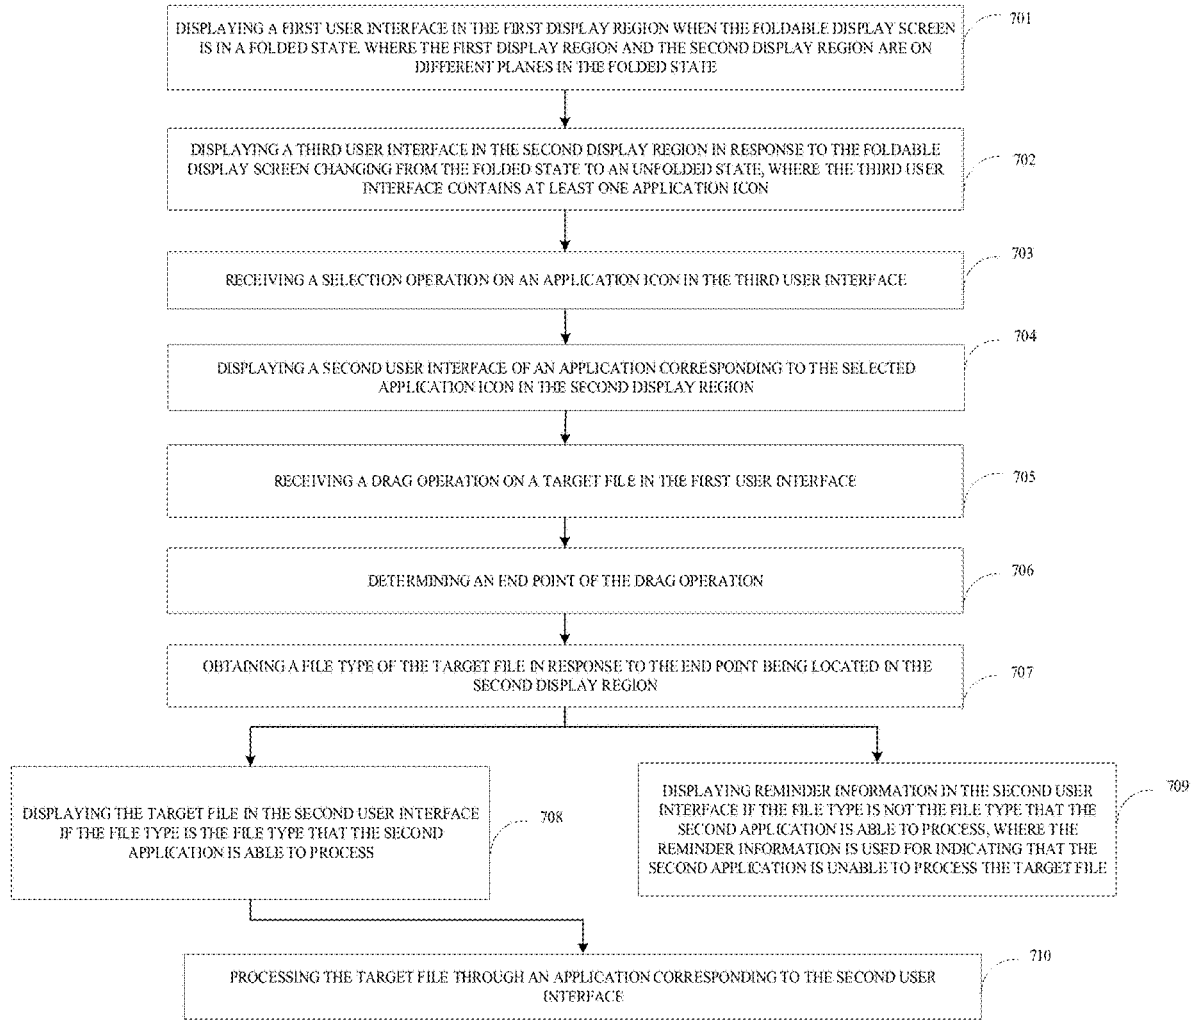 701
DISPLAYING A FIRST USER INTERFACE IN THE FIRST DISPLAY REGION WHEN THE FOLDABLE DISPLAY SCREEN
IS IN A FOLDED STATE. WHERE THE FIRST DISPLAY REGION AND THE SECOND DISPLAY REGION ARE ON
DIFFERENT PLANES IN THE FOLDED STATE
702
DISPLAYING A THIRD USER INTERFACE IN THE SECOND DISPLAY REGION IN RESPONSE TO THE FOLDABLE
DISPLAY SCREEN CHANGING FROM THE FOLDED STATE TO AN UNFOLDED STATE, WHERE THE THIRD USER
INTERFACE CONTAINS AT LEAST ONE APPLICATION ICON
703
RECEIVING A SELECTION OPERATION ON AN APPLICATION ICON IN THE THIRD USER INTERFACE
704
DISPLAYING A SECOND USER INTERFACE OF AN APPLICATION CORRESPONDING TO THE SELECTED
APPLICATION ICON IN THE SECOND DISPLAY REGION
705
RECEIVING A DRAG OPERATION ON A TARGET FILE IN THE FIRST USER INTERFACE
706
DETERMINING AN END POINT OF THE DRAG OPERATION
707
OBTAINING A FILE TYPE OF THE TARGET FILE IN RESPONSE TO THE END POINT BEING LOCATED IN THE
SECOND DISPLAY REGION
DISPLAYING THE TARGET FILE IN THE SECOND USER INTERFACE
IF THE FILE TYPE IS THE FILE TYPE THAT THE SECOND
APPLICATION IS ABLE TO PROCESS
708
DISPLAYING REMINDER INFORMATION IN THE SECOND USER
INTERFACE IF THE FILE TYPE IS NOT THE FILE TYPE THAT THE
SECOND APPLICATION IS ABLE TO PROCESS, WHERE THE
REMINDER INFORMATION IS USED FOR INDICATING THAT THE
SECOND APPLICATION IS UNABLE TO PROCESS THE TARGET FILE
709
710
PROCESSING THE TARGET FILE THROUGH AN APPLICATION CORRESPONDING TO THE SECOND USER
INTERFACE